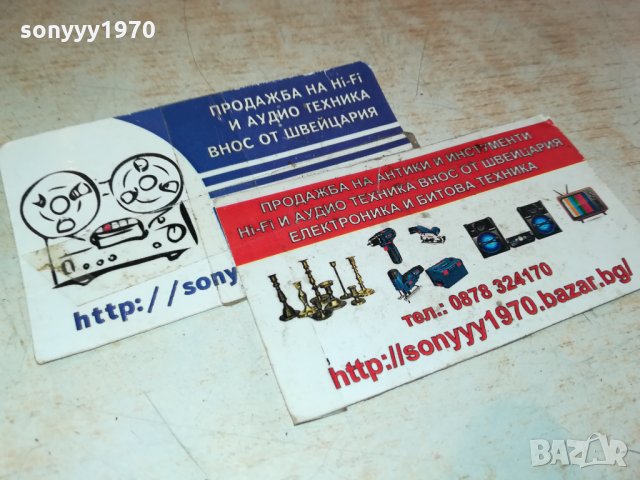 sonyyy1970
ПРОДАЖБА НА Hi-Fi
И АУДИО ТЕХНИКА
ВНОС ОТ ШВЕЙЦАРИЯ
http://sony
ПРОДАЖБА НА АНТИКИ И ИНСТУМЕНТИ
Hi-Fi И АУДИО ТЕХНИКА ВНОС ОТ ШВЕЙЦАРИЯ
ЕЛЕКТРОНИКА И БИТОВА ТЕХНИКА
тел.: 0878 324170
http://sonyyy1970.bazar.bg/
BAZAR